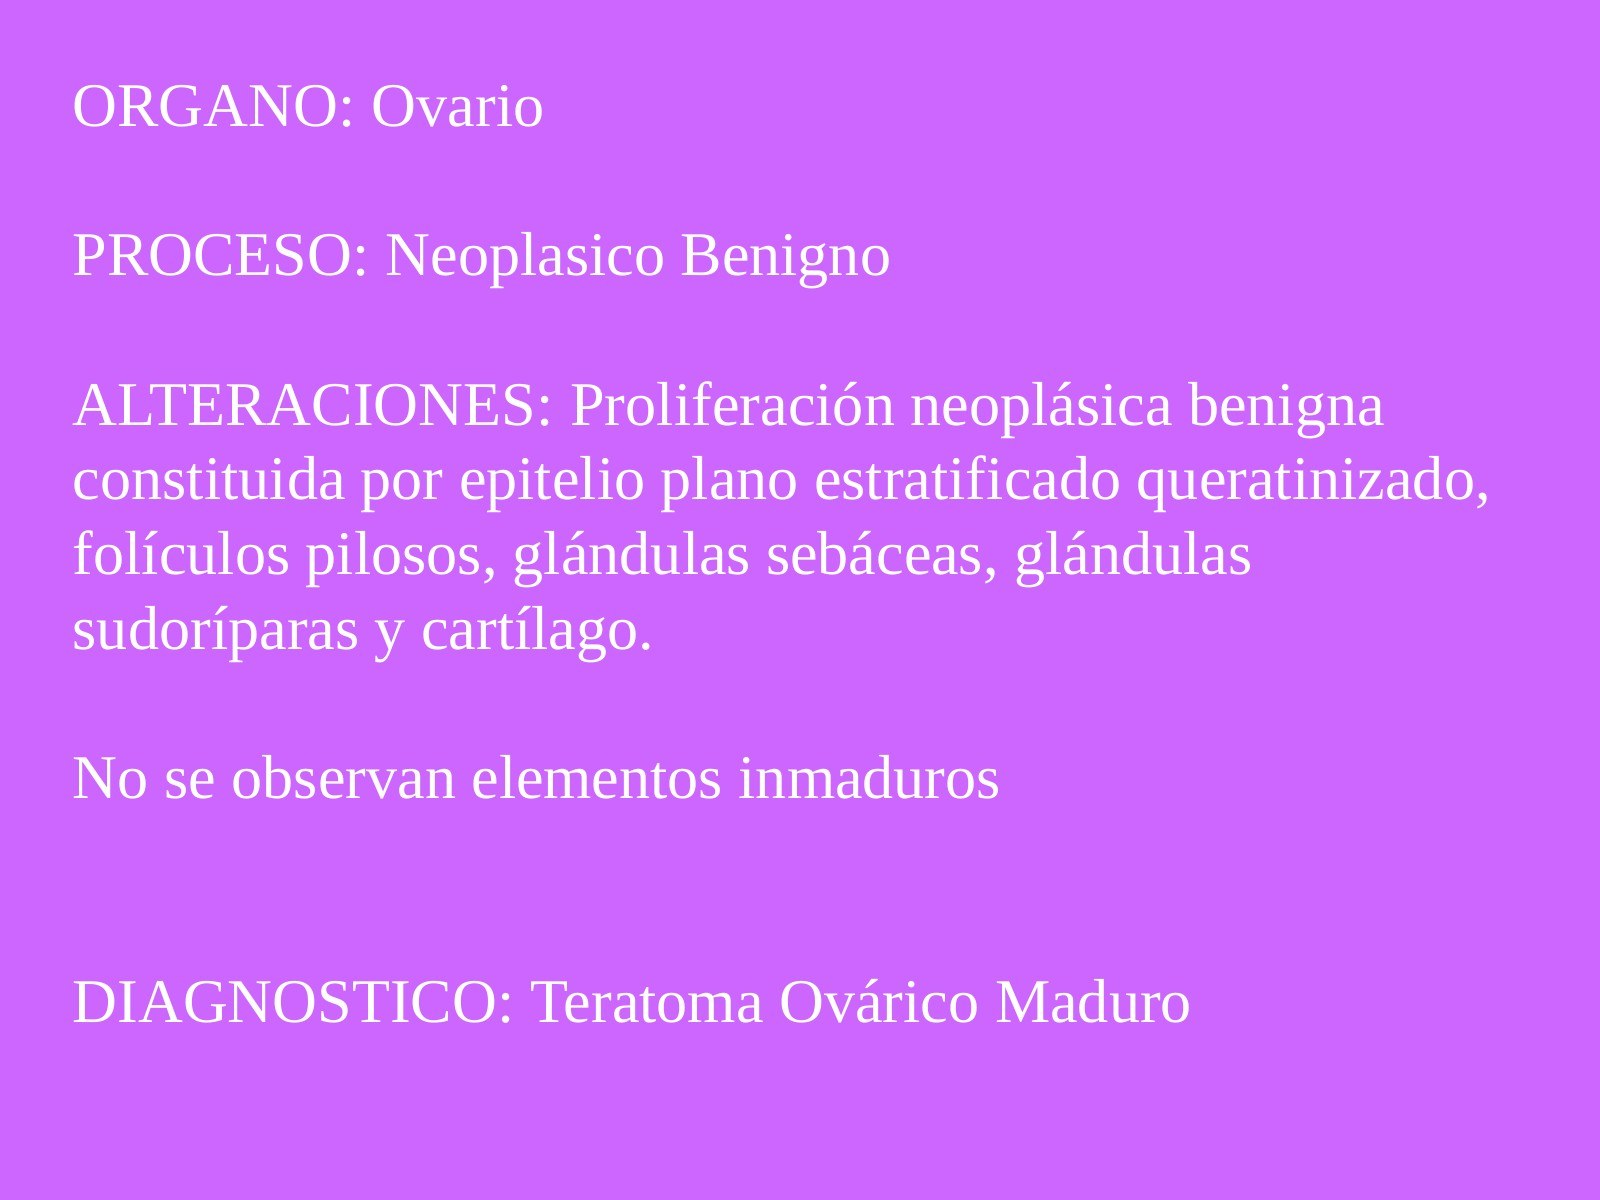 ORGANO: Ovario
PROCESO: Neoplasico Benigno
ALTERACIONES: Proliferación neoplásica benigna
constituida por epitelio plano estratificado queratinizado,
folículos pilosos, glándulas sebáceas, glándulas
sudoríparas y cartílago.
No se observan elementos inmaduros
DIAGNOSTICO: Teratoma Ovárico Maduro